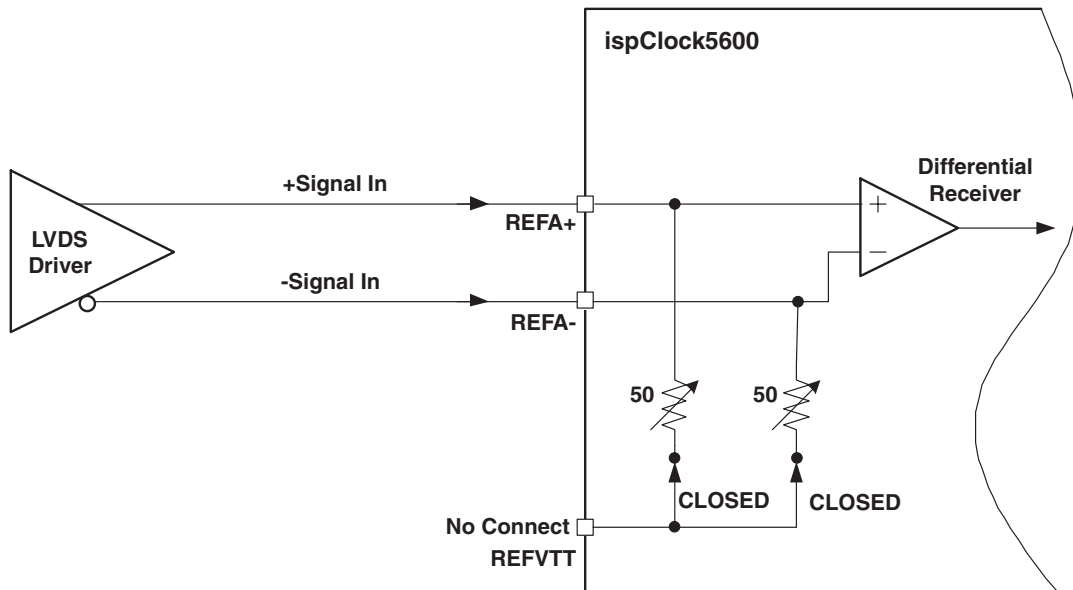 ispClock5600
Differential
Receiver
+Signal In
+
REFA+
LVDS
Driver
-Signal In
−
REFA-
50
50
CLOSED
CLOSED
No Connect
REFVTT